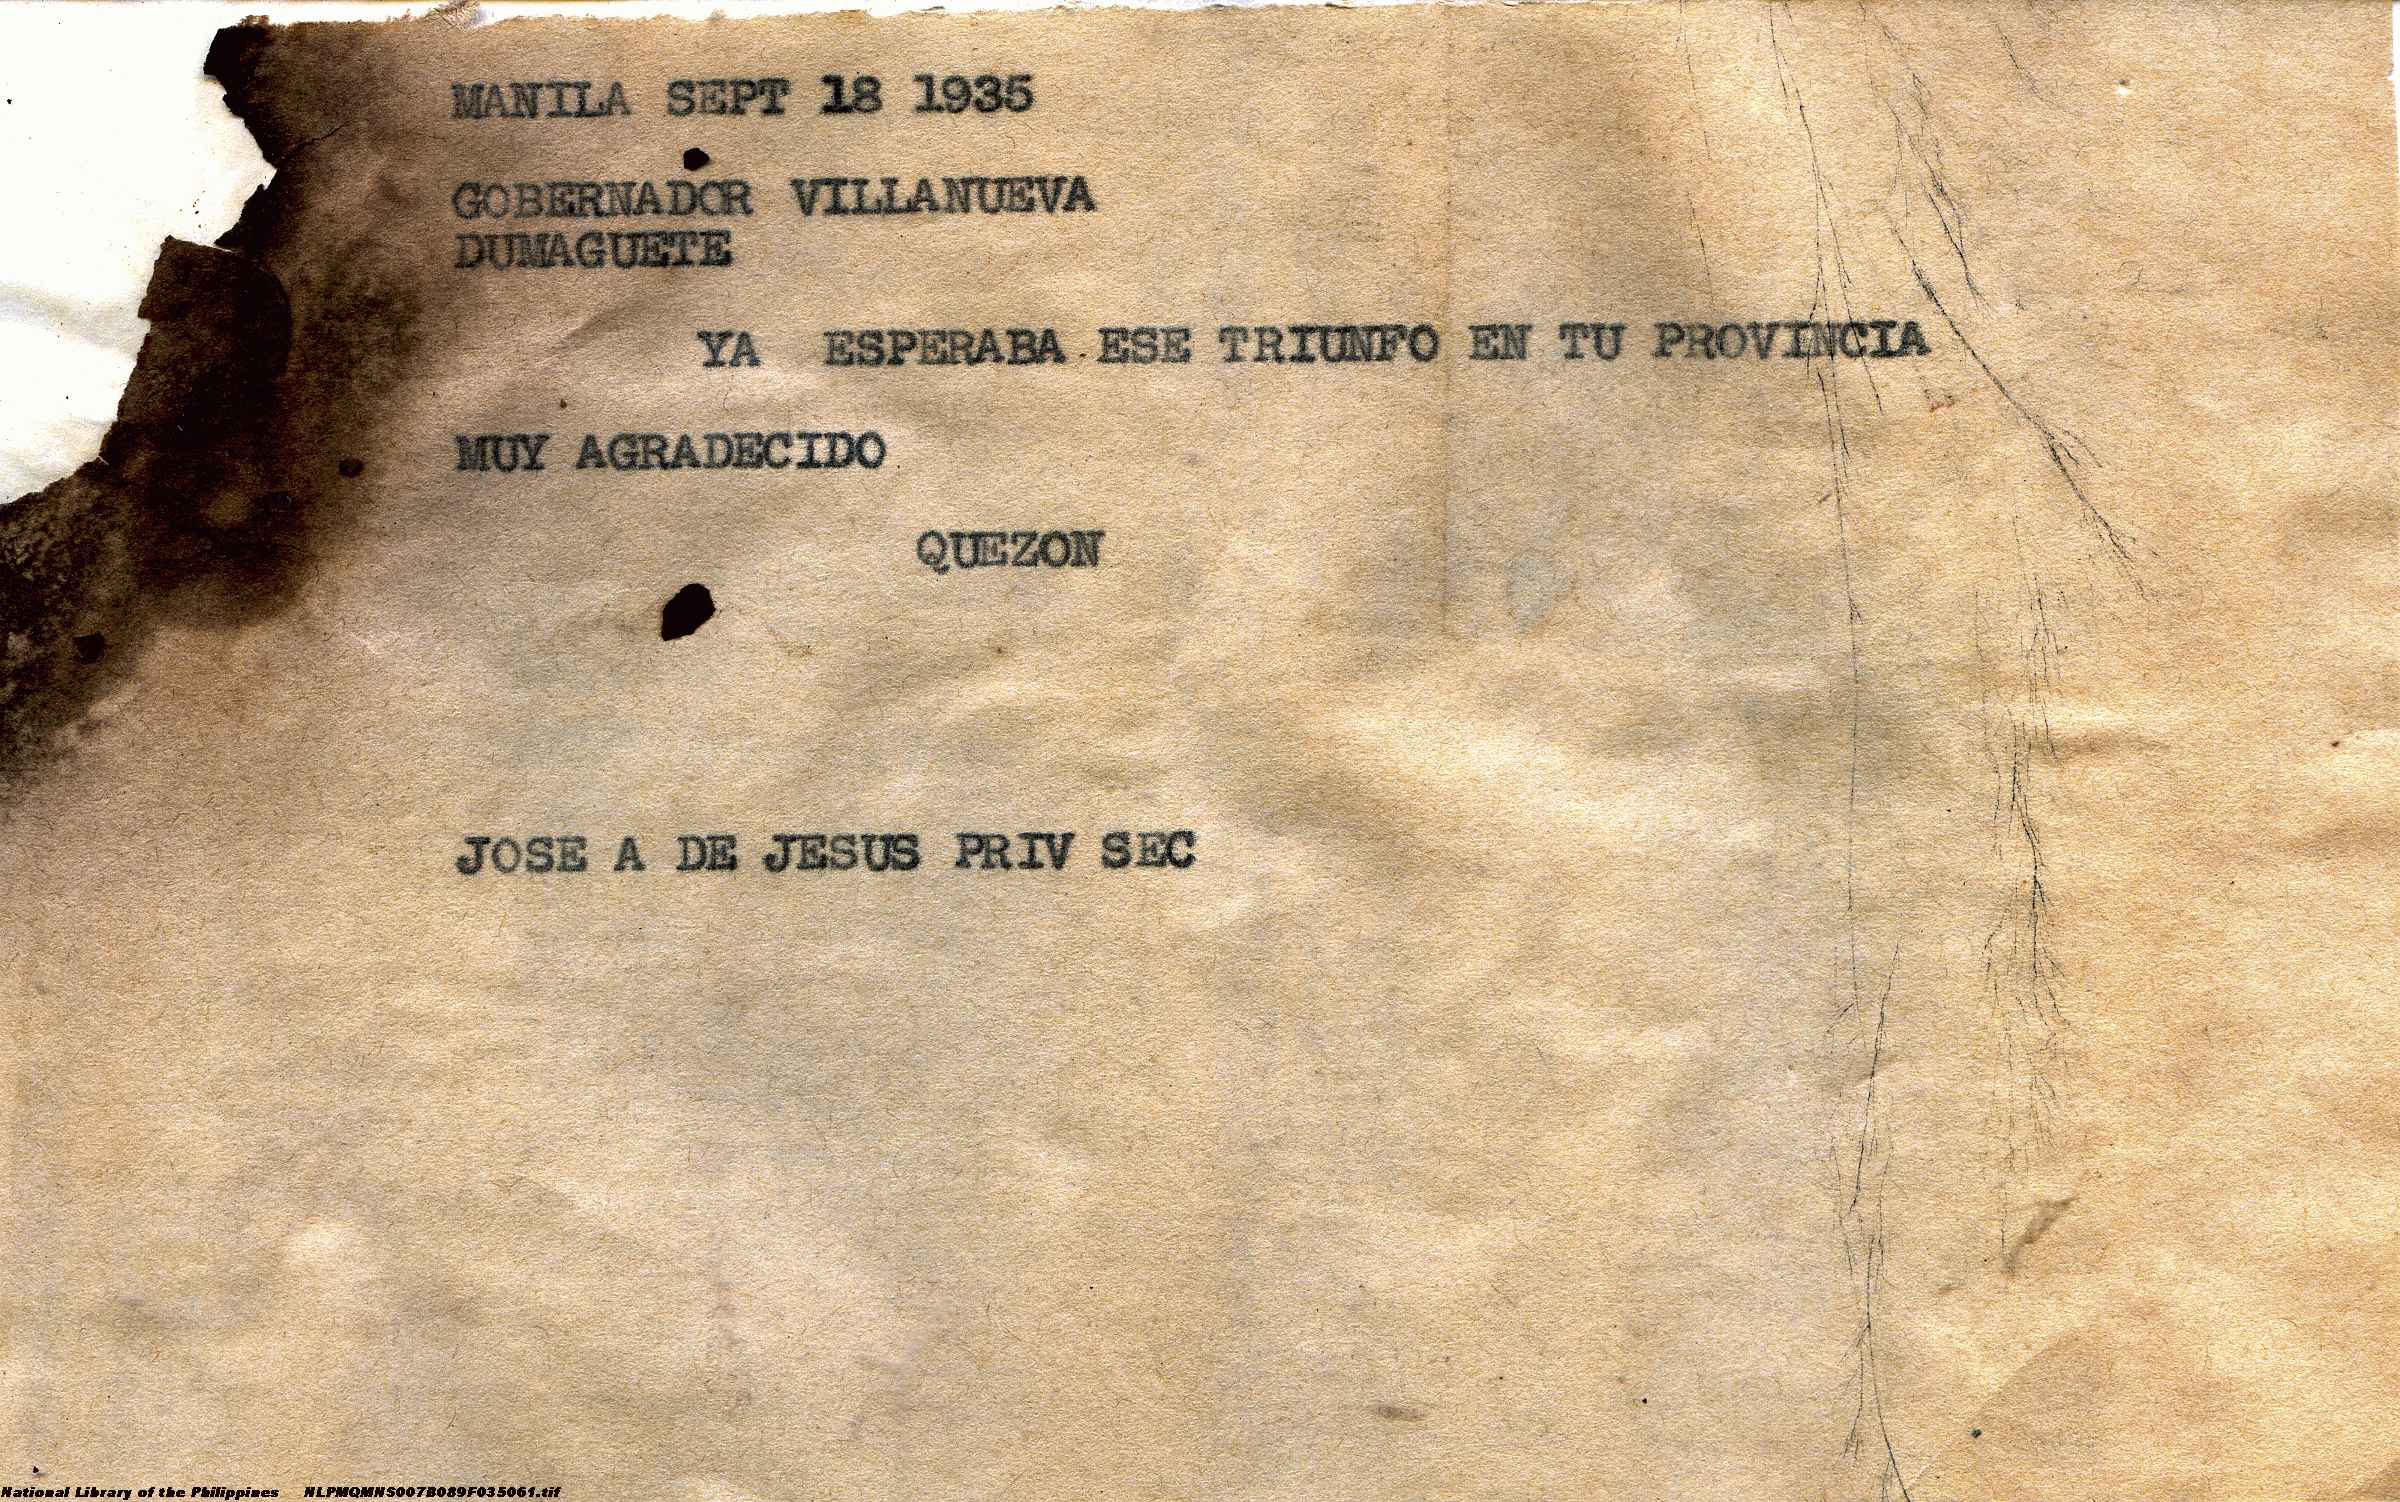 MANILA SEPT 18 1935
GOBERNADOR VILLANUEVA
DUMAGUETE
YA ESPERABA ESE TRIUNFO EN TU PROVINCIA
MUY AGRADECIDO
QUEZON
JOSE A DE JESUS PRIV SEC
National Library of the Philippines NLPMQMNS007B089F035061.tif